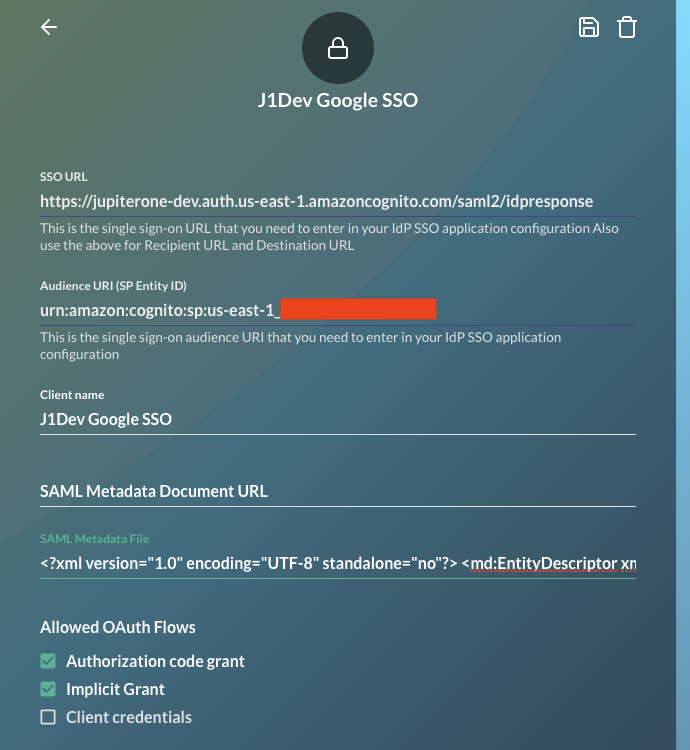 J1Dev Google SSO
SSO URL
https://jupiterone-dev.auth.us-east-1.amazoncognito.com/saml2/idpresponse
This is the single sign-on URL that you need to enter in your IdP SSO application configuration Also
use the above for Recipient URL and Destination URL
Audience URI (SP Entity ID)
urn:amazon:cognito:sp:us-east-1_
This is the single sign-on audience URI that you need to enter in your IdP SSO application
configuration
Client name
J1Dev Google SSO
SAML Metadata Document URL
SAML Metadata File
<?xml version="1.0" encoding="UTF-8" standalone="no"?> <md:EntityDescriptor xm
Allowed OAuth Flows
Authorization code grant
Implicit Grant
Client credentials